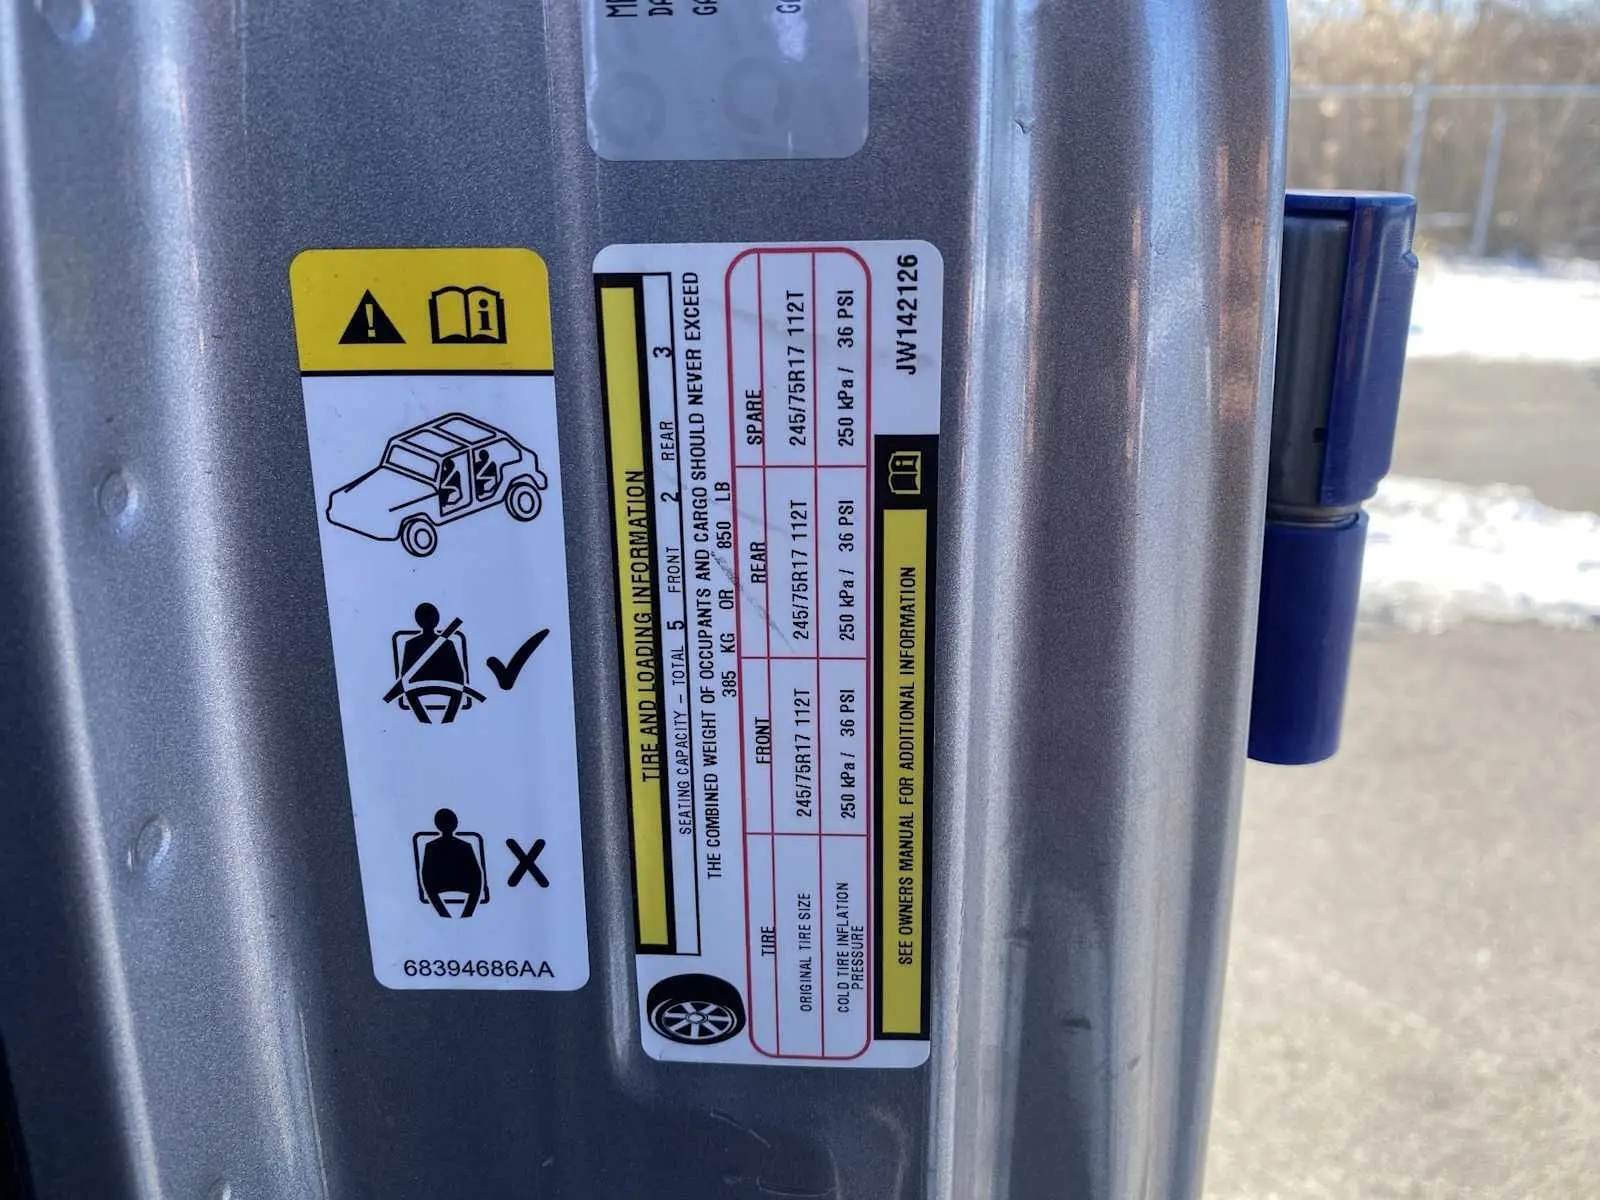 68394686AA
TIRE AND LOADING INFORMATION
SEATING CAPACITY – TOTAL 5 FRONT 2 REAR 3
THE COMBINED WEIGHT OF OCCUPANTS AND CARGO SHOULD NEVER EXCEED
385 KG OR 850 LB
TIRE FRONT REAR SPARE
ORIGINAL TIRE SIZE 245/75R17 112T 245/75R17 112T 245/75R17 112T
COLD TIRE INFLATION PRESSURE 250 kPa / 36 PSI 250 kPa / 36 PSI 250 kPa / 36 PSI
SEE OWNERS MANUAL FOR ADDITIONAL INFORMATION
JW142126